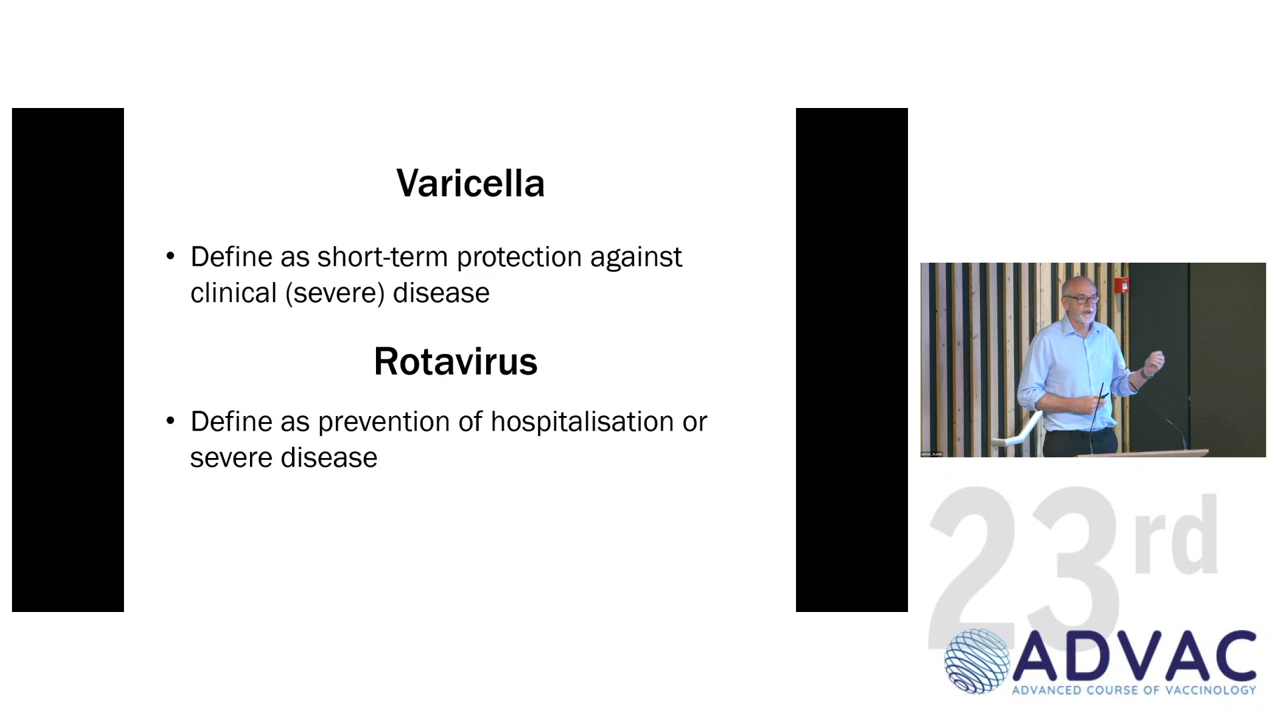 Varicella
• Define as short-term protection against
clinical (severe) disease
Rotavirus
• Define as prevention of hospitalisation or
severe disease
23rd
ADVAC
ADVANCED COURSE OF VACCINOLOGY